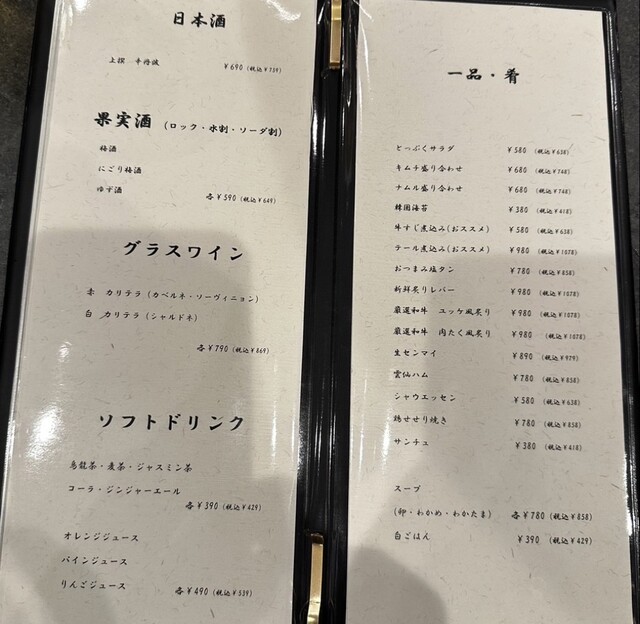 日本酒
上撰 辛丹波 ¥690(税込¥759)
果実酒(ロック・水割・ソーダ割)
梅酒
にごり梅酒
ゆず酒 各¥590(税込¥649)
グラスワイン
赤 カリテラ(カベルネ・ソーヴィニョン)
白 カリテラ(シャルドネ)
各¥790(税込¥869)
ソフトドリンク
烏龍茶・麦茶・ジャスミン茶
コーラ・ジンジャーエール
各¥390(税込¥429)
オレンジジュース
パインジュース
りんごジュース 各¥490(税込¥539)
一品・肴
とっぷくサラダ ¥580(税込¥638)
キムチ盛り合わせ ¥680(税込¥748)
ナムル盛り合わせ ¥680(税込¥748)
韓国海苔 ¥380(税込¥418)
牛すじ煮込み(おススメ) ¥580(税込¥638)
テール煮込み(おススメ) ¥980(税込¥1078)
おつまみ塩タン ¥780(税込¥858)
新鮮炙りレバー ¥980(税込¥1078)
厳選和牛 ユッケ風炙り ¥980(税込¥1078)
厳選和牛 肉たく風炙り ¥980(税込¥1078)
生センマイ ¥890(税込¥979)
雲仙ハム ¥780(税込¥858)
シャウエッセン ¥580(税込¥638)
鶏せせり焼き ¥780(税込¥858)
サンチュ ¥380(税込¥418)
スープ
(卵・わかめ・わかたま) 各¥780(税込¥858)
白ごはん ¥390(税込¥429)